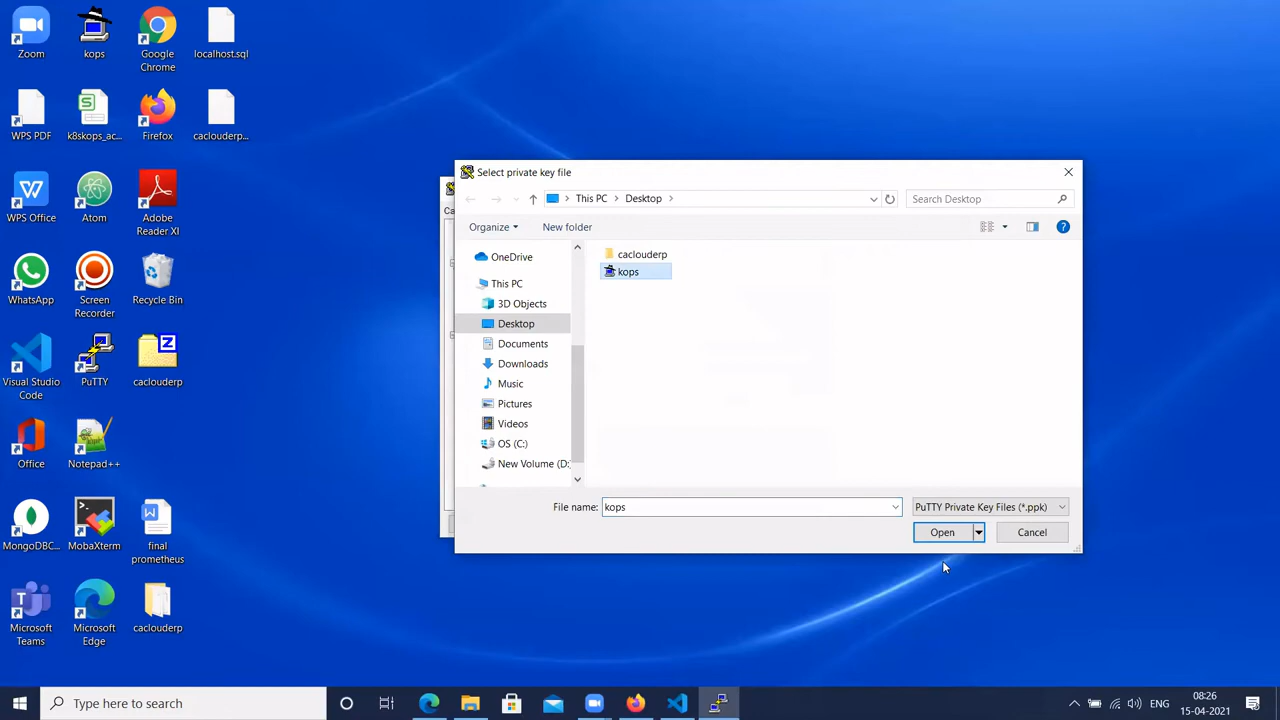 Zoom
kops
Google
Chrome
localhost.sql
WPS PDF
k8skops_ac...
Firefox
caclouderp...
WPS Office
Atom
Adobe
Reader XI
WhatsApp
Screen
Recorder
Recycle Bin
Visual Studio
Code
PuTTY
caclouderp
Office
Notepad++
MongoDBC...
MobaXterm
final
prometheus
Microsoft
Teams
Microsoft
Edge
caclouderp
Select private key file
Ca
This PC > Desktop >
Search Desktop
Organize
New folder
OneDrive
This PC
3D Objects
Desktop
Documents
Downloads
Music
Pictures
Videos
OS (C:)
New Volume (D:
caclouderp
kops
File name:
kops
PuTTY Private Key Files (*.ppk)
Open
Cancel
Type here to search
ENG
08:26
15-04-2021